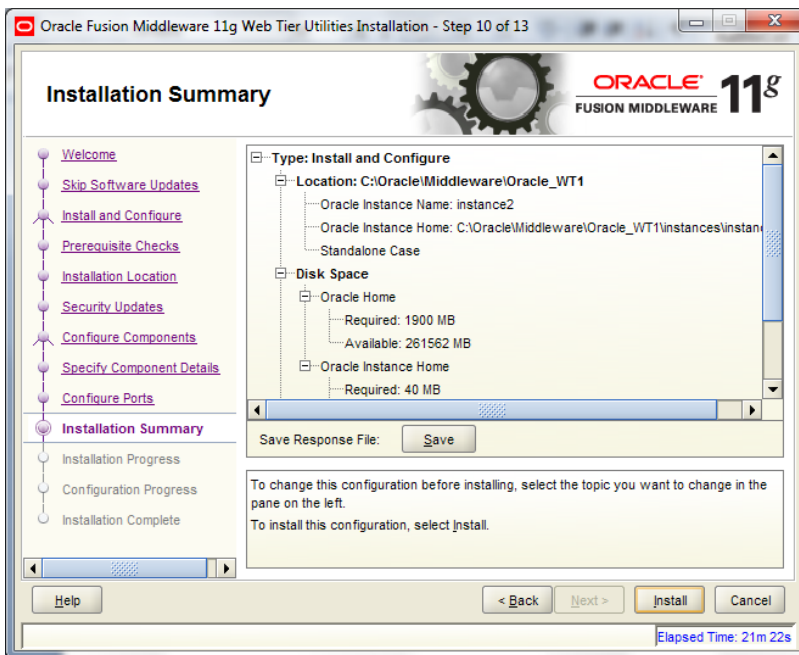 Oracle Fusion Middleware 11g Web Tier Utilities Installation - Step 10 of 13
Installation Summary
ORACLE
FUSION MIDDLEWARE
11g
Welcome
Skip Software Updates
Install and Configure
Prerequisite Checks
Installation Location
Security Updates
Configure Components
Specify Component Details
Configure Ports
Installation Summary
Installation Progress
Configuration Progress
Installation Complete
Type: Install and Configure
Location: C:\Oracle\Middleware\Oracle_WT1
Oracle Instance Name: instance2
Oracle Instance Home: C:\Oracle\Middleware\Oracle_WT1\instances\instan
Standalone Case
Disk Space
Oracle Home
Required: 1900 MB
Available: 261562 MB
Oracle Instance Home
Required: 40 MB
Save Response File:
Save
To change this configuration before installing, select the topic you want to change in the
pane on the left.
To install this configuration, select Install.
Help
< Back
Next >
Install
Cancel
Elapsed Time: 21m 22s